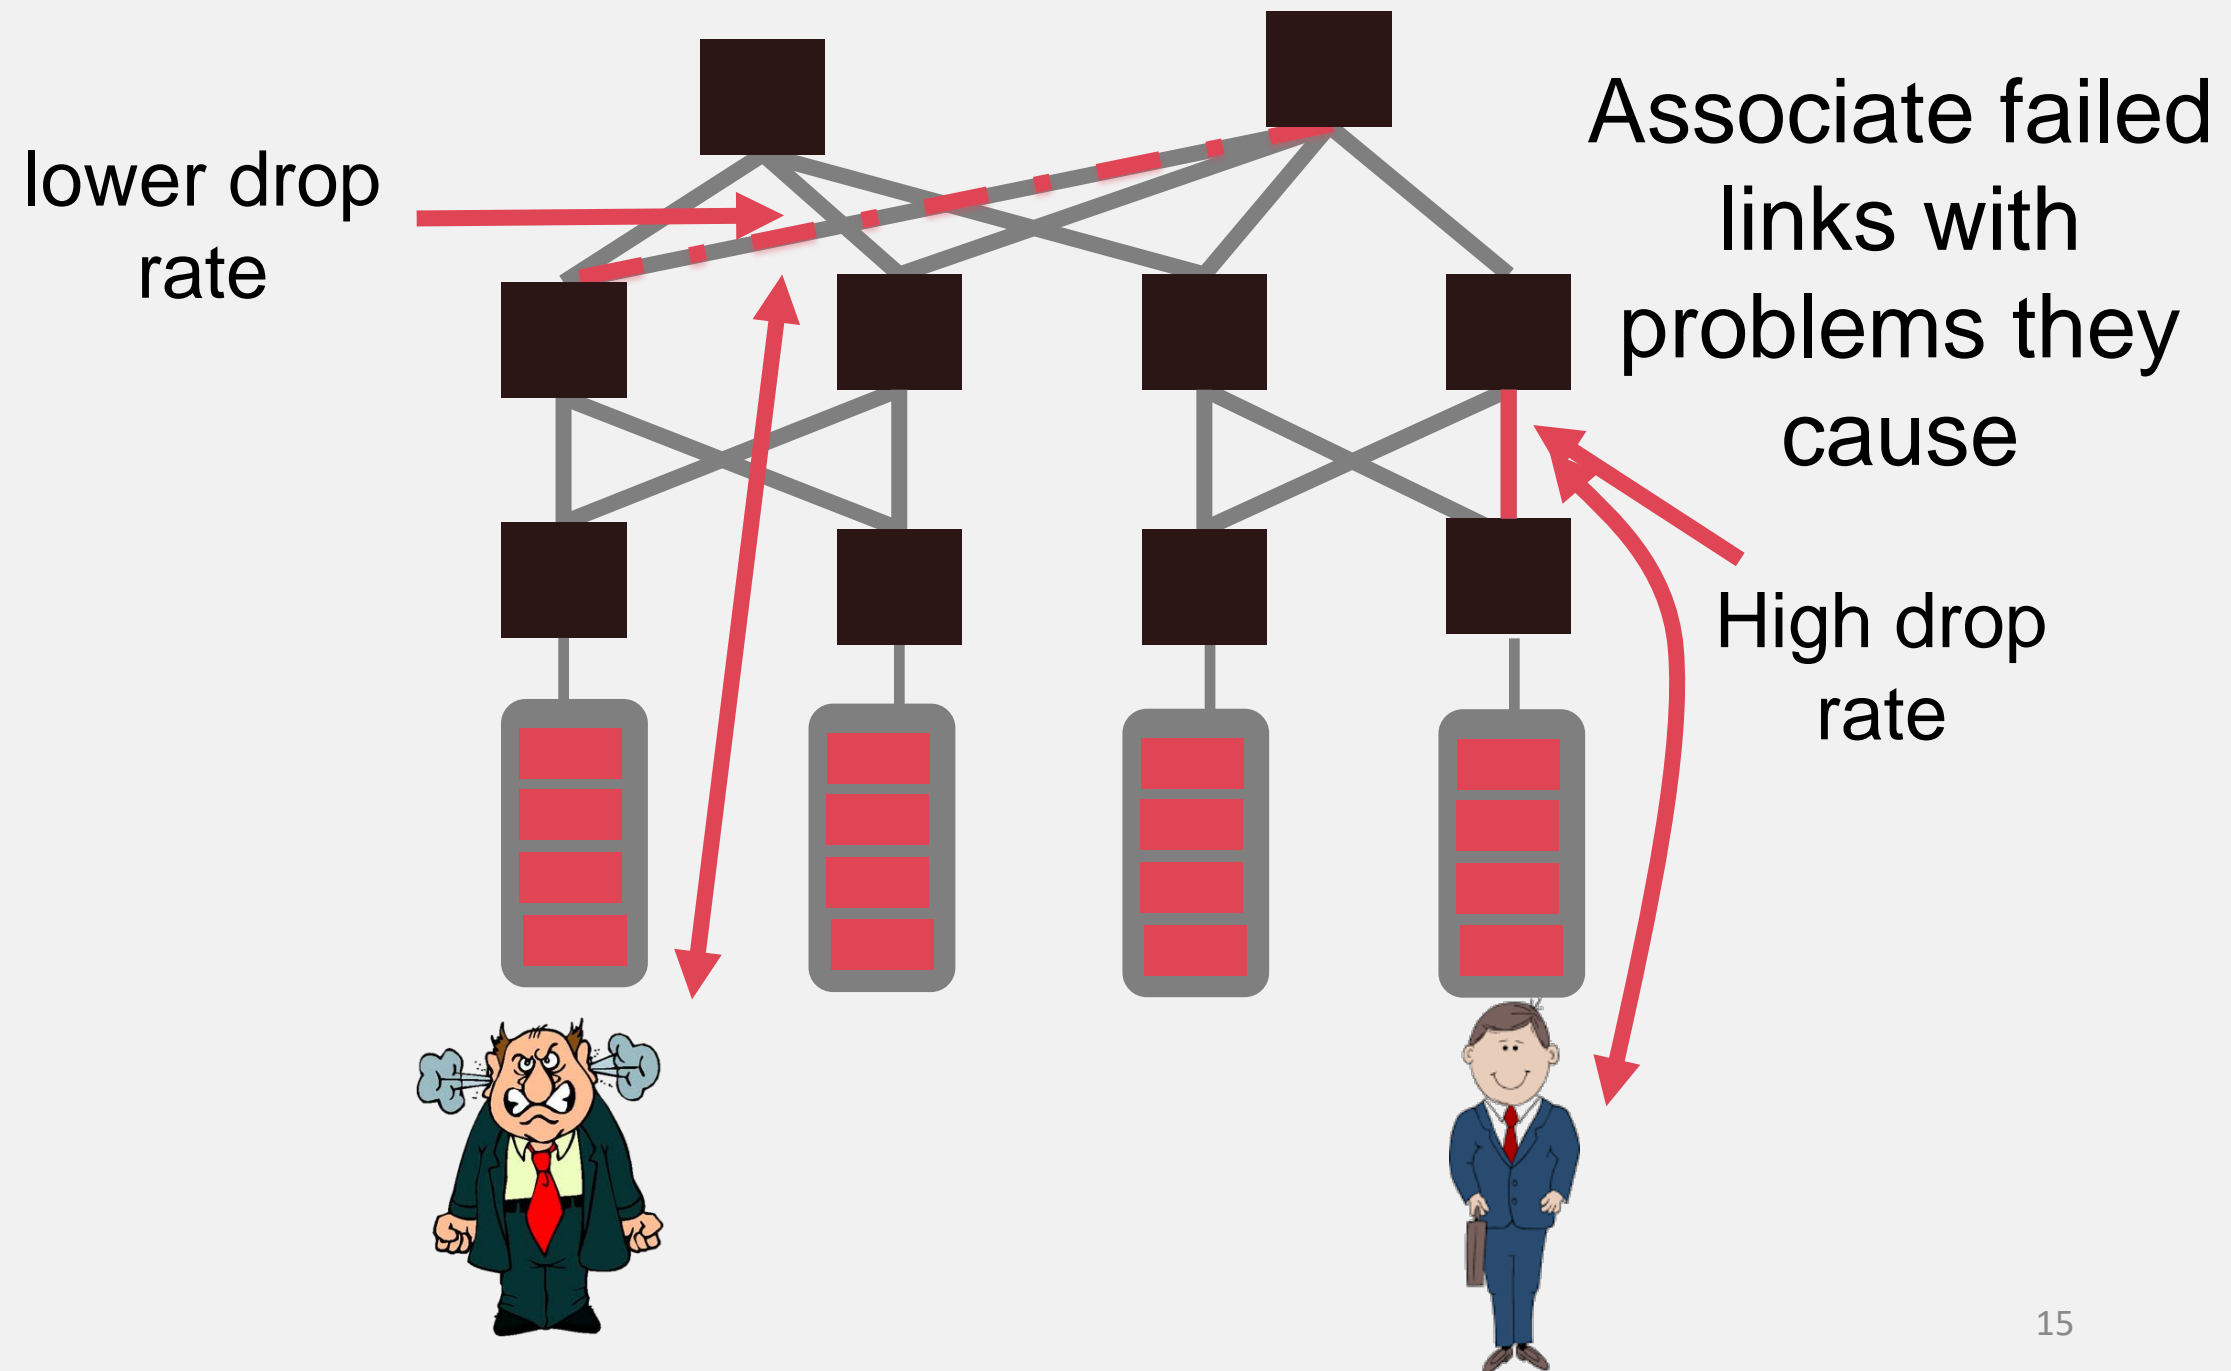 lower drop
rate
Associate failed
links with
problems they
cause
High drop
rate
15